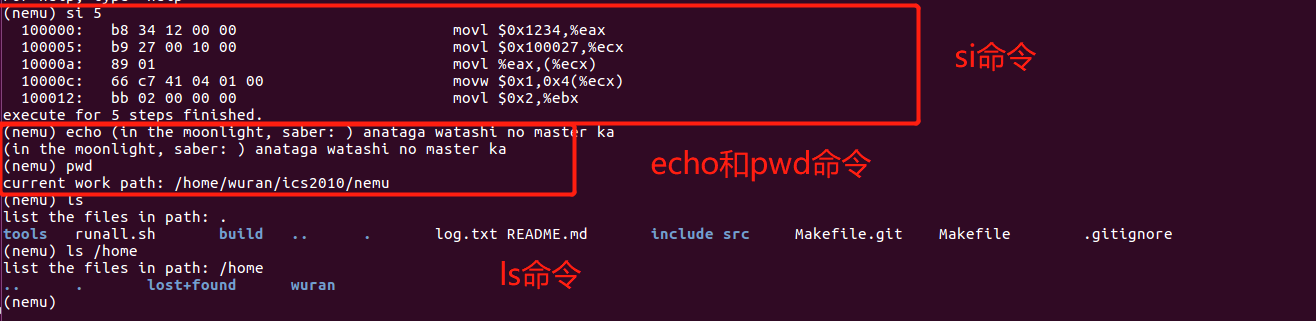 (nemu) si 5
100000: b8 34 12 00 00 movl $0x1234,%eax
100005: b9 27 00 10 00 movl $0x100027,%ecx
10000a: 89 01 movl %eax,(%ecx)
10000c: 66 c7 41 04 01 00 movw $0x1,0x4(%ecx)
100012: bb 02 00 00 00 movl $0x2,%ebx
execute for 5 steps finished.
si命令
(nemu) echo (in the moonlight, saber: ) anataga watashi no master ka
(in the moonlight, saber: ) anataga watashi no master ka
(nemu) pwd
current work path: /home/wuran/ics2010/nemu
echo和pwd命令
(nemu) ls
list the files in path: .
tools runall.sh build .. . log.txt README.md include src Makefile.git Makefile .gitignore
(nemu) ls /home
list the files in path: /home
.. . lost+found wuran
(nemu)
ls命令